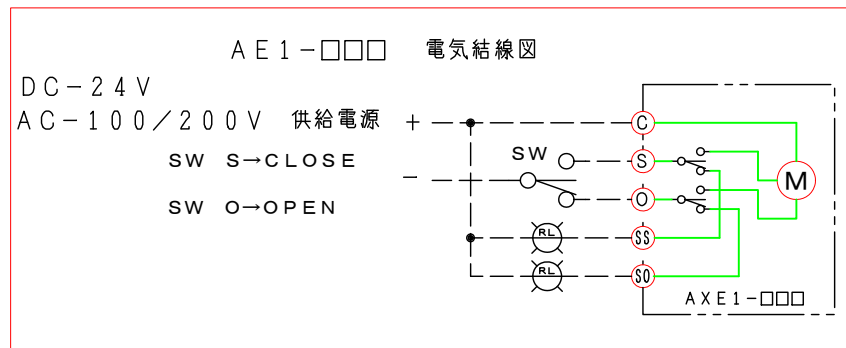 AE1-□□□ 電気結線図
DC-24V
AC-100/200V 供給電源 +
-
SW S→CLOSE
SW O→OPEN
SW
C
S
O
SS
SO
RL
RL
M
AXE1-□□□